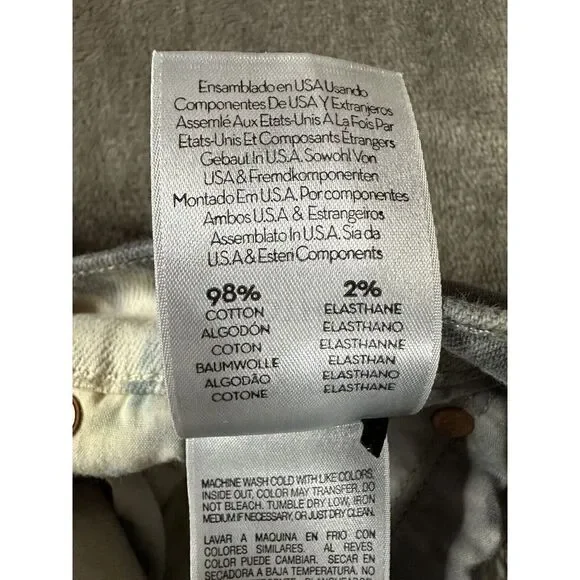 Ensamblado en USA Usando
Componentes De USA Y Extranjeros
Assemlé Aux Etats-Unis A La Fois Par
Etats-Unis Et Composants Étrangers
Gebaut In U.S.A. Sowohl Von
USA & Fremdkomponenten
Montado Em U.S.A. Por componentes
Ambos U.S.A & Estrangeiros
Assemblato In U.S.A. Sia da
U.S.A & Esteri Components
98% 2%
COTTON ELASTHANE
ALGODÓN ELASTHANO
COTON ELASTHANNE
BAUMWOLLE ELASTHAN
ALGODÃO ELASTHANO
COTONE ELASTHANE
MACHINE WASH COLD WITH LIKE COLORS,
INSIDE OUT, COLOR MAY TRANSFER. DO
NOT BLEACH. TUMBLE DRY LOW, IRON
MEDIUM IF NECESSARY, OR JUST DRY CLEAN.
LAVAR A MAQUINA EN FRIO CON
COLORES SIMILARES. AL REVES.
COLOR PUEDE CAMBIAR. SECAR EN
SECADORA A BAJA TEMPERATURA. NO